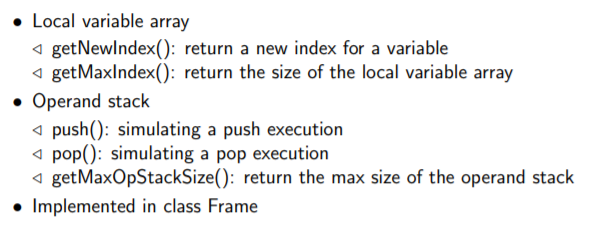 • Local variable array
◁ getNewIndex(): return a new index for a variable
◁ getMaxIndex(): return the size of the local variable array
• Operand stack
◁ push(): simulating a push execution
◁ pop(): simulating a pop execution
◁ getMaxOpStackSize(): return the max size of the operand stack
• Implemented in class Frame